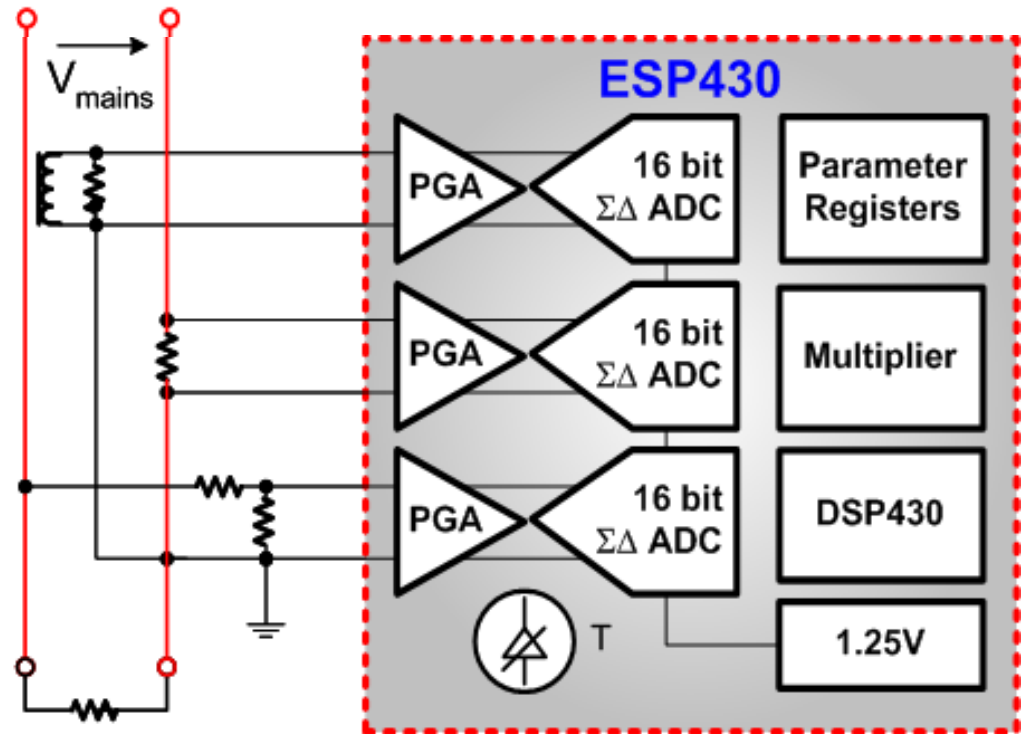 V mains
ESP430
PGA
16 bit
ΣΔ ADC
Parameter
Registers
PGA
16 bit
ΣΔ ADC
Multiplier
PGA
16 bit
ΣΔ ADC
DSP430
T
1.25V